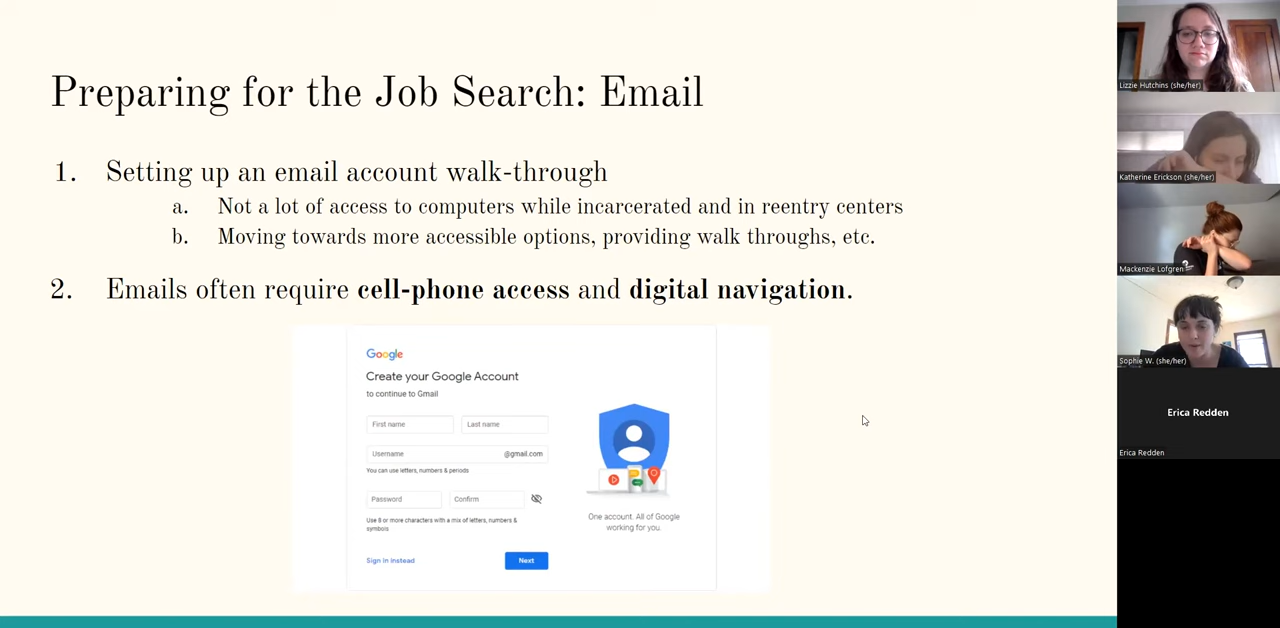 Preparing for the Job Search: Email
1. Setting up an email account walk-through
a. Not a lot of access to computers while incarcerated and in reentry centers
b. Moving towards more accessible options, providing walk throughs, etc.
2. Emails often require cell-phone access and digital navigation.
Google
Create your Google Account
to continue to Gmail
First name Last name
Username @gmail.com
You can use letters, numbers & periods
Password Confirm
Use 8 or more characters with a mix of letters, numbers &
symbols
Sign in instead Next
One account. All of Google
working for you.
Lizzie Hutchins (she/her)
Katherine Erickson (she/her)
Mackenzie Lofgren
Sophie W. (she/her)
Erica Redden
Erica Redden